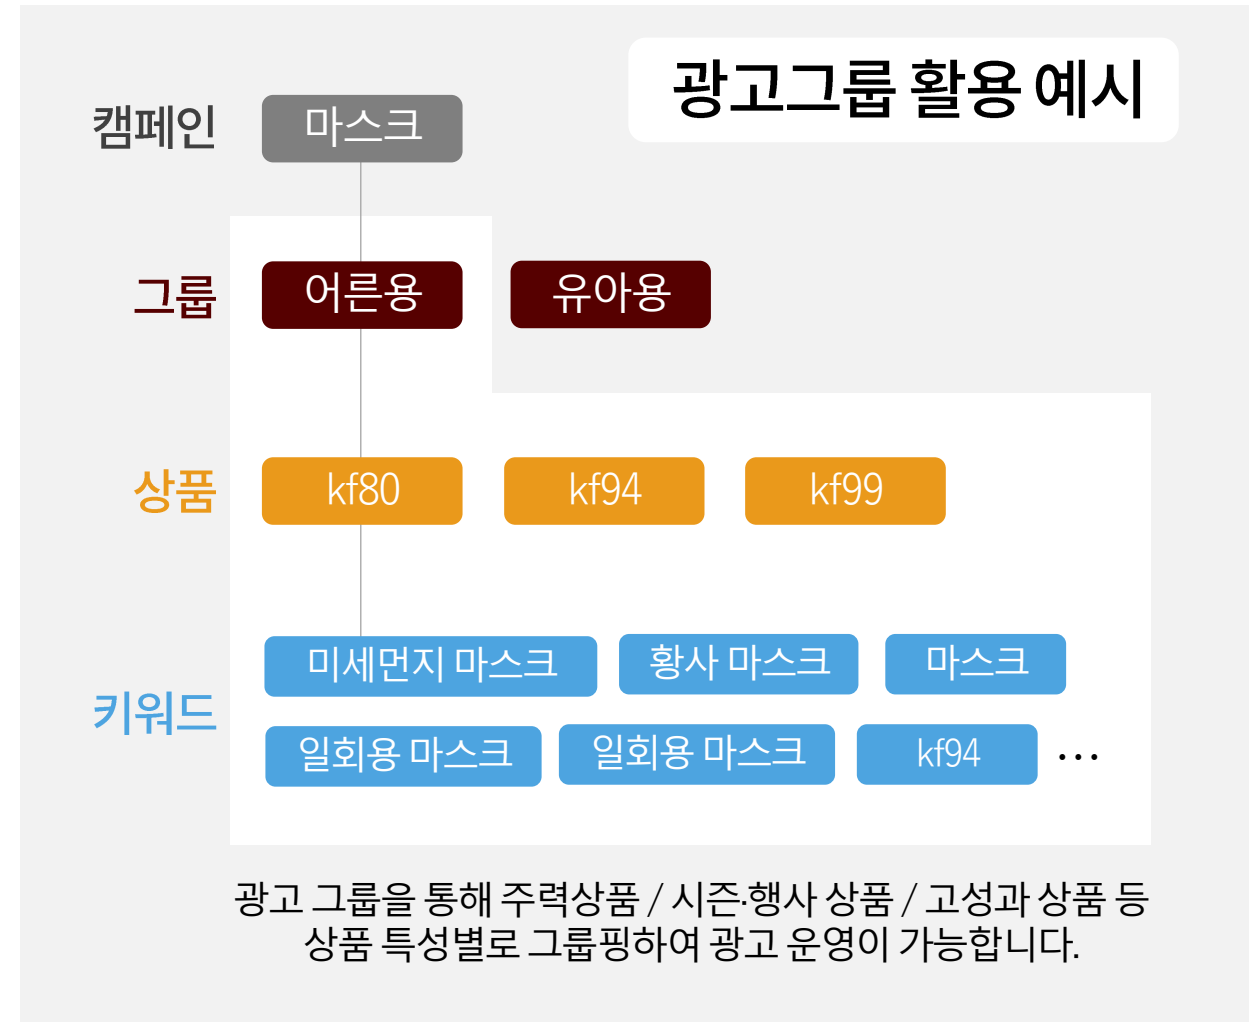 광고그룹 활용 예시
캠페인 마스크
그룹 어른용 유아용
상품 kf80 kf94 kf99
키워드
미세먼지 마스크 황사 마스크 마스크
일회용 마스크 일회용 마스크 kf94 ...
광고 그룹을 통해 주력상품 / 시즌·행사 상품 / 고성과 상품 등
상품 특성별로 그룹핑하여 광고 운영이 가능합니다.